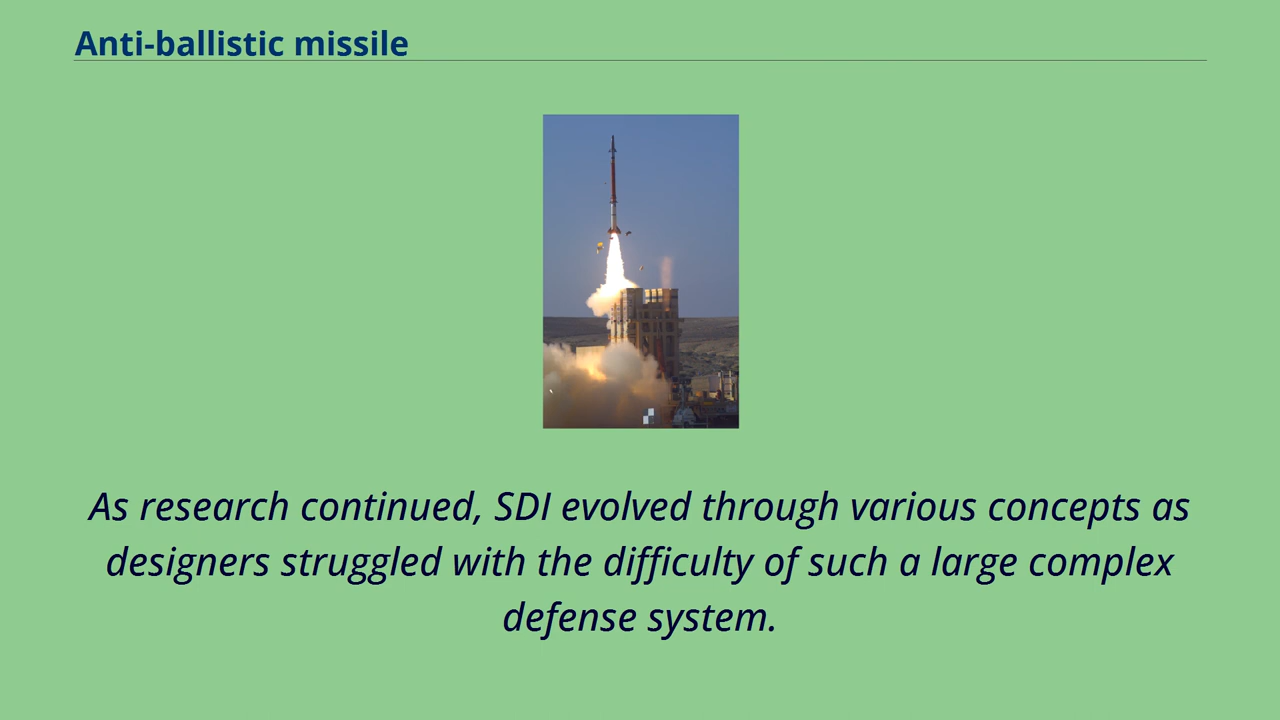 Anti-ballistic missile
As research continued, SDI evolved through various concepts as
designers struggled with the difficulty of such a large complex
defense system.